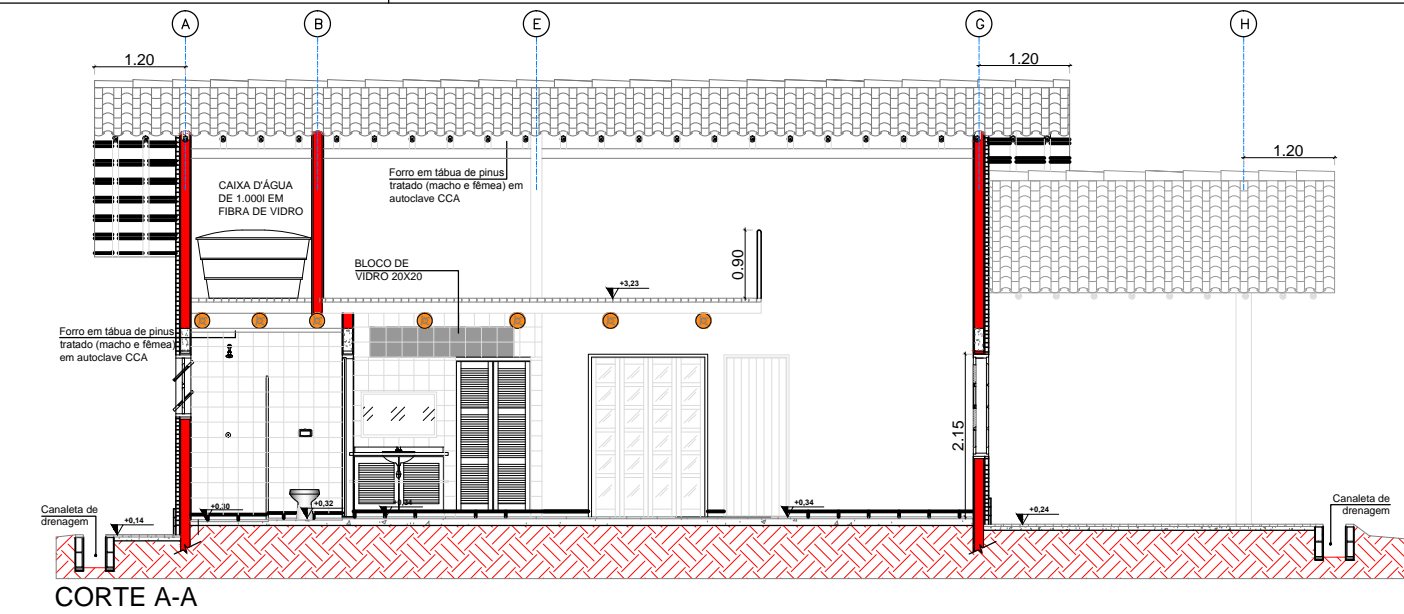 A
B
E
G
H
1.20
1.20
1.20
CAIXA D'ÁGUA
DE 1.000l EM
FIBRA DE VIDRO
Forro em tábua de pinus
tratado (macho e fêmea) em
autoclave CCA
BLOCO DE
VIDRO 20X20
+3,23
0.90
Forro em tábua de pinus
tratado (macho e fêmea)
em autoclave CCA
2.15
Canaleta de
drenagem
+0,14
+0,30
+0,32
+0,34
+0,34
+0,24
Canaleta de
drenagem
CORTE A-A